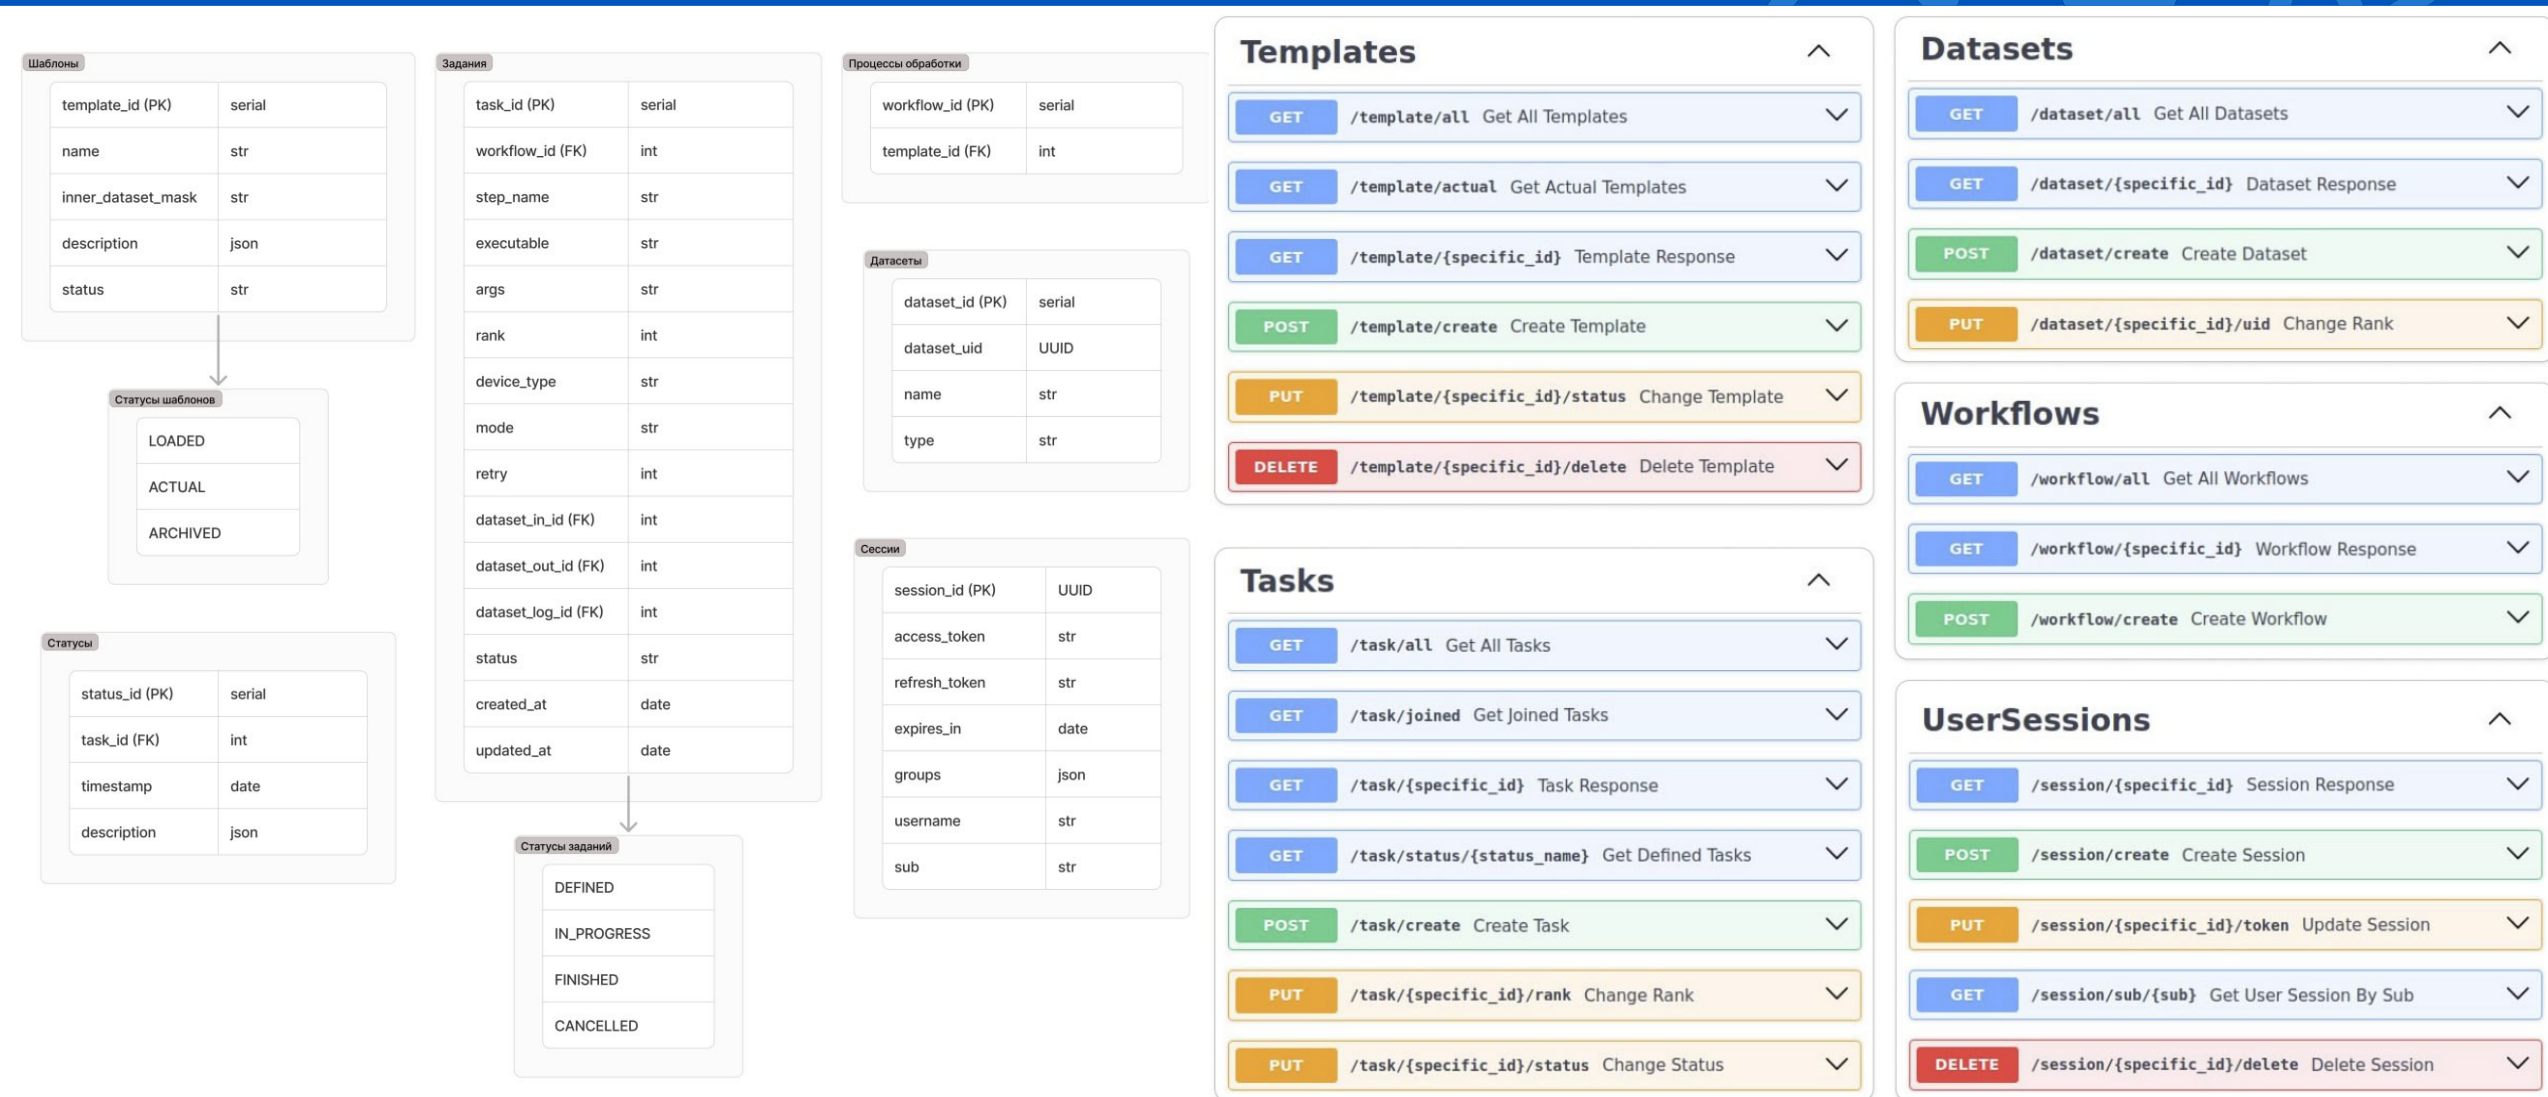 Шаблоны
template_id (PK) serial
name str
inner_dataset_mask str
description json
status str
Статусы шаблонов
LOADED
ACTUAL
ARCHIVED
Статусы
status_id (PK) serial
task_id (FK) int
timestamp date
description json
Задания
task_id (PK) serial
workflow_id (FK) int
step_name str
executable str
args str
rank int
device_type str
mode str
retry int
dataset_in_id (FK) int
dataset_out_id (FK) int
dataset_log_id (FK) int
status str
created_at date
updated_at date
Статусы заданий
DEFINED
IN_PROGRESS
FINISHED
CANCELLED
Процессы обработки
workflow_id (PK) serial
template_id (FK) int
Датасеты
dataset_id (PK) serial
dataset_uid UUID
name str
type str
Сессии
session_id (PK) UUID
access_token str
refresh_token str
expires_in date
groups json
username str
sub str
Templates
GET /template/all Get All Templates
GET /template/actual Get Actual Templates
GET /template/{specific_id} Template Response
POST /template/create Create Template
PUT /template/{specific_id}/status Change Template
DELETE /template/{specific_id}/delete Delete Template
Tasks
GET /task/all Get All Tasks
GET /task/joined Get Joined Tasks
GET /task/{specific_id} Task Response
GET /task/status/{status_name} Get Defined Tasks
POST /task/create Create Task
PUT /task/{specific_id}/rank Change Rank
PUT /task/{specific_id}/status Change Status
Datasets
GET /dataset/all Get All Datasets
GET /dataset/{specific_id} Dataset Response
POST /dataset/create Create Dataset
PUT /dataset/{specific_id}/uid Change Rank
Workflows
GET /workflow/all Get All Workflows
GET /workflow/{specific_id} Workflow Response
POST /workflow/create Create Workflow
UserSessions
GET /session/{specific_id} Session Response
POST /session/create Create Session
PUT /session/{specific_id}/token Update Session
GET /session/sub/{sub} Get User Session By Sub
DELETE /session/{specific_id}/delete Delete Session